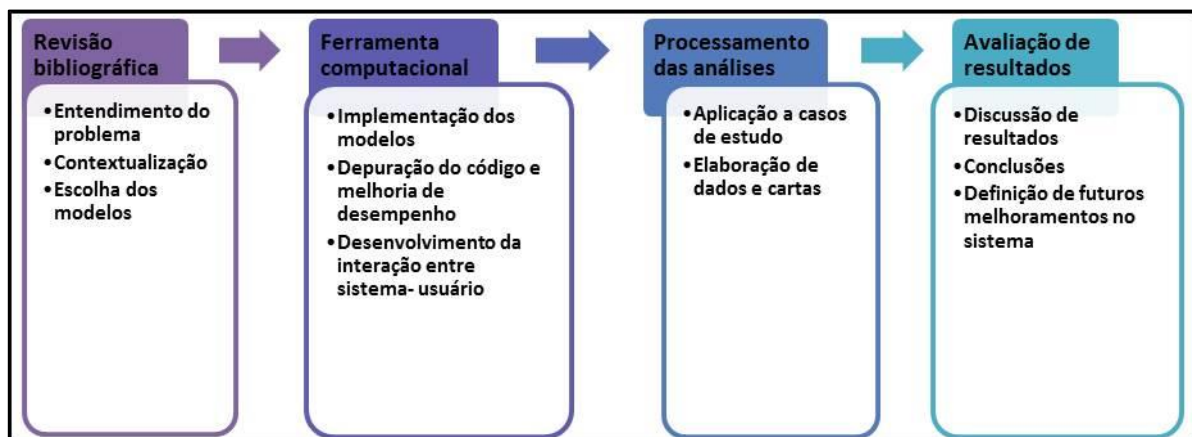 Revisão
bibliográfica
•Entendimento do
problema
•Contextualização
•Escolha dos
modelos
Ferramenta
computacional
•Implementação dos
modelos
•Depuração do código e
melhoria de
desempenho
•Desenvolvimento da
interação entre
sistema- usuário
Processamento
das análises
•Aplicação a casos
de estudo
•Elaboração de
dados e cartas
Avaliação de
resultados
•Discussão de
resultados
•Conclusões
•Definição de futuros
melhoramentos no
sistema